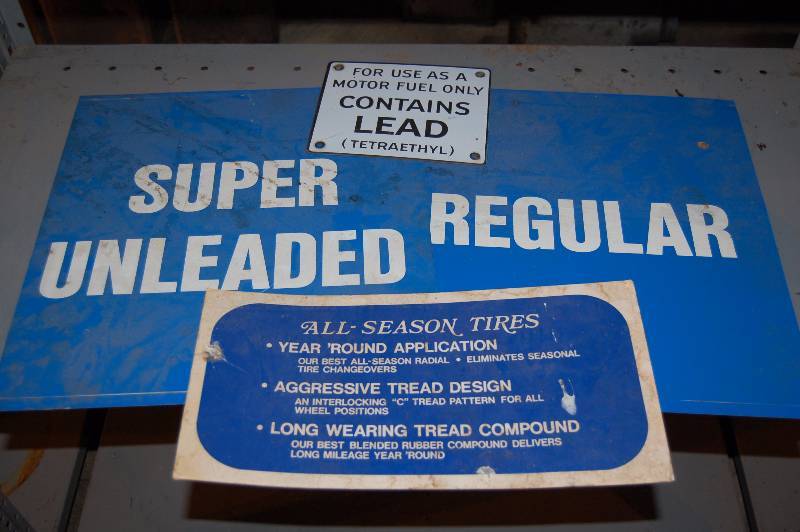 FOR USE AS A
MOTOR FUEL ONLY
CONTAINS
LEAD
(TETRAETHYL)
SUPER
UNLEADED
REGULAR
ALL-SEASON TIRES
• YEAR 'ROUND APPLICATION
OUR BEST ALL-SEASON RADIAL • ELIMINATES SEASONAL
TIRE CHANGEOVERS
• AGGRESSIVE TREAD DESIGN
AN INTERLOCKING "C" TREAD PATTERN FOR ALL
WHEEL POSITIONS
• LONG WEARING TREAD COMPOUND
OUR BEST BLENDED RUBBER COMPOUND DELIVERS
LONG MILEAGE YEAR 'ROUND